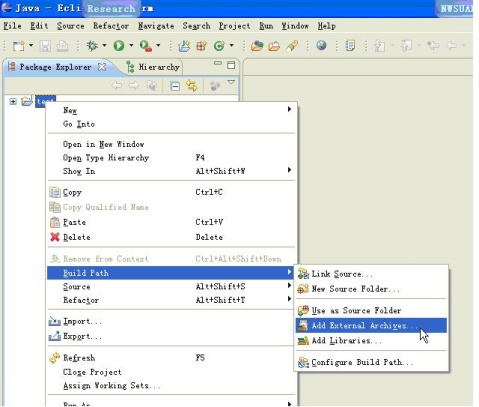 Java - Ecli Research rm
File Edit Source Refactor Navigate Search Project Run Window Help
Package Explorer Hierarchy
New
Go Into
Open in New Window
Open Type Hierarchy F4
Show In Alt+Shift+W
Copy Ctrl+C
Copy Qualified Name
Paste Ctrl+V
Delete Delete
Remove from Context Ctrl+Alt+Shift+Down
Build Path
Source Alt+Shift+S
Refactor Alt+Shift+T
Import...
Export...
Refresh F5
Close Project
Assign Working Sets...
Run As
Link Source...
New Source Folder...
Use as Source Folder
Add External Archives...
Add Libraries...
Configure Build Path...